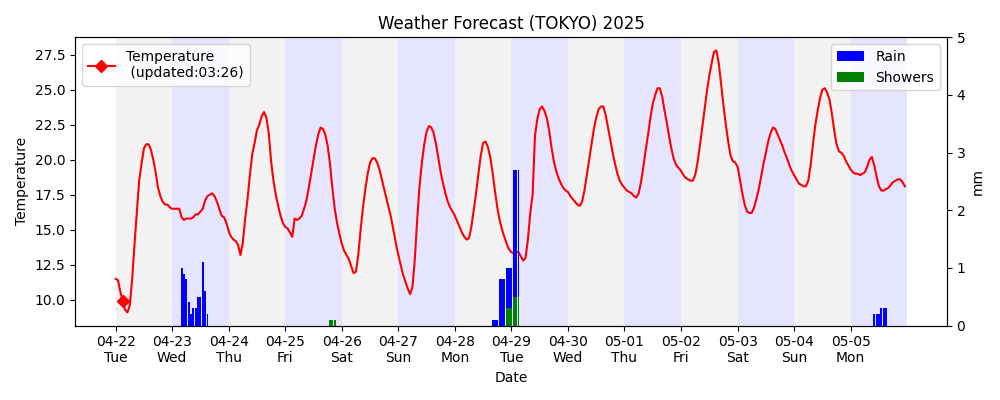 Weather Forecast (TOKYO) 2025
Temperature
(updated:03:26)
Rain
Showers
Temperature
27.5
25.0
22.5
20.0
17.5
15.0
12.5
10.0
5
4
3
2
1
0
mm
04-22 04-23 04-24 04-25 04-26 04-27 04-28 04-29 04-30 05-01 05-02 05-03 05-04 05-05
Tue Wed Thu Fri Sat Sun Mon Tue Wed Thu Fri Sat Sun Mon
Date